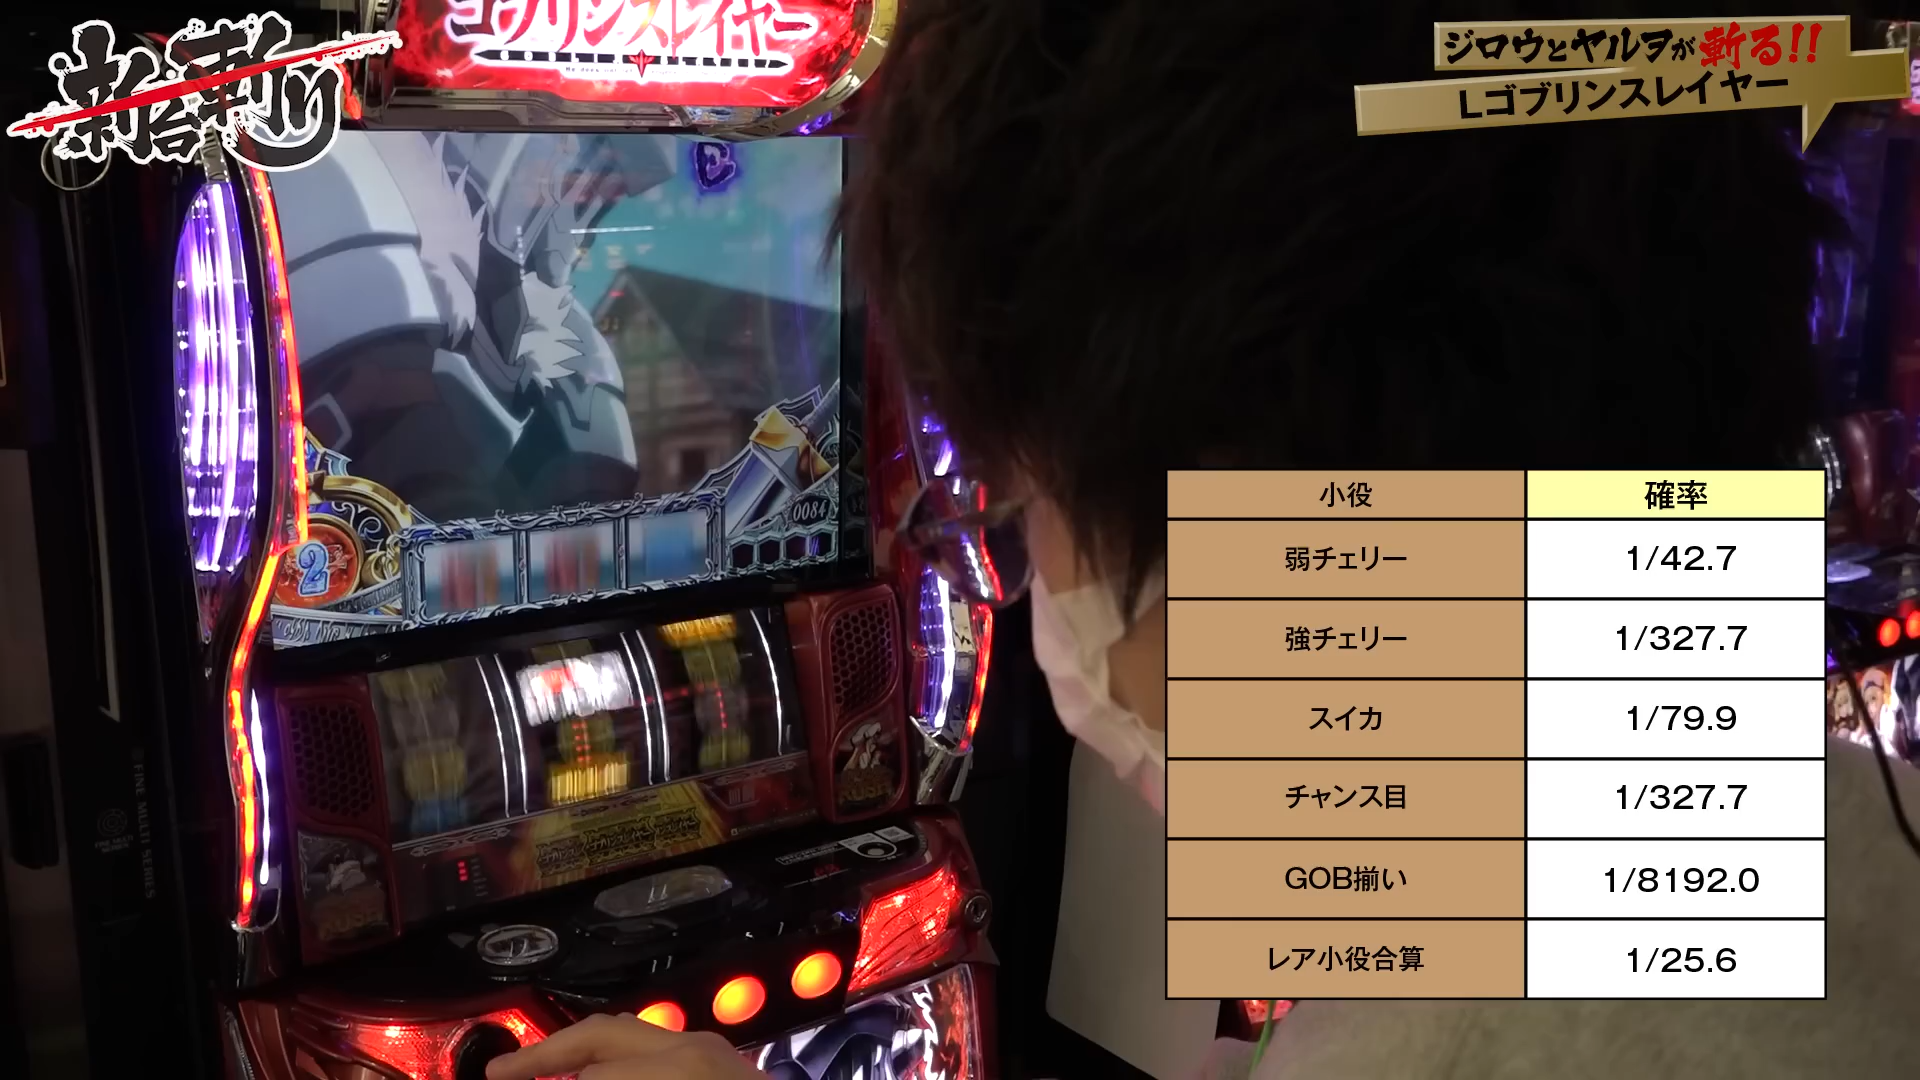 新台斬り
ゴブリンスレイヤー
ジロウとヤルヲが斬る!!
Lゴブリンスレイヤー
0084
2
小役 確率
弱チェリー 1/42.7
強チェリー 1/327.7
スイカ 1/79.9
チャンス目 1/327.7
GOB揃い 1/8192.0
レア小役合算 1/25.6